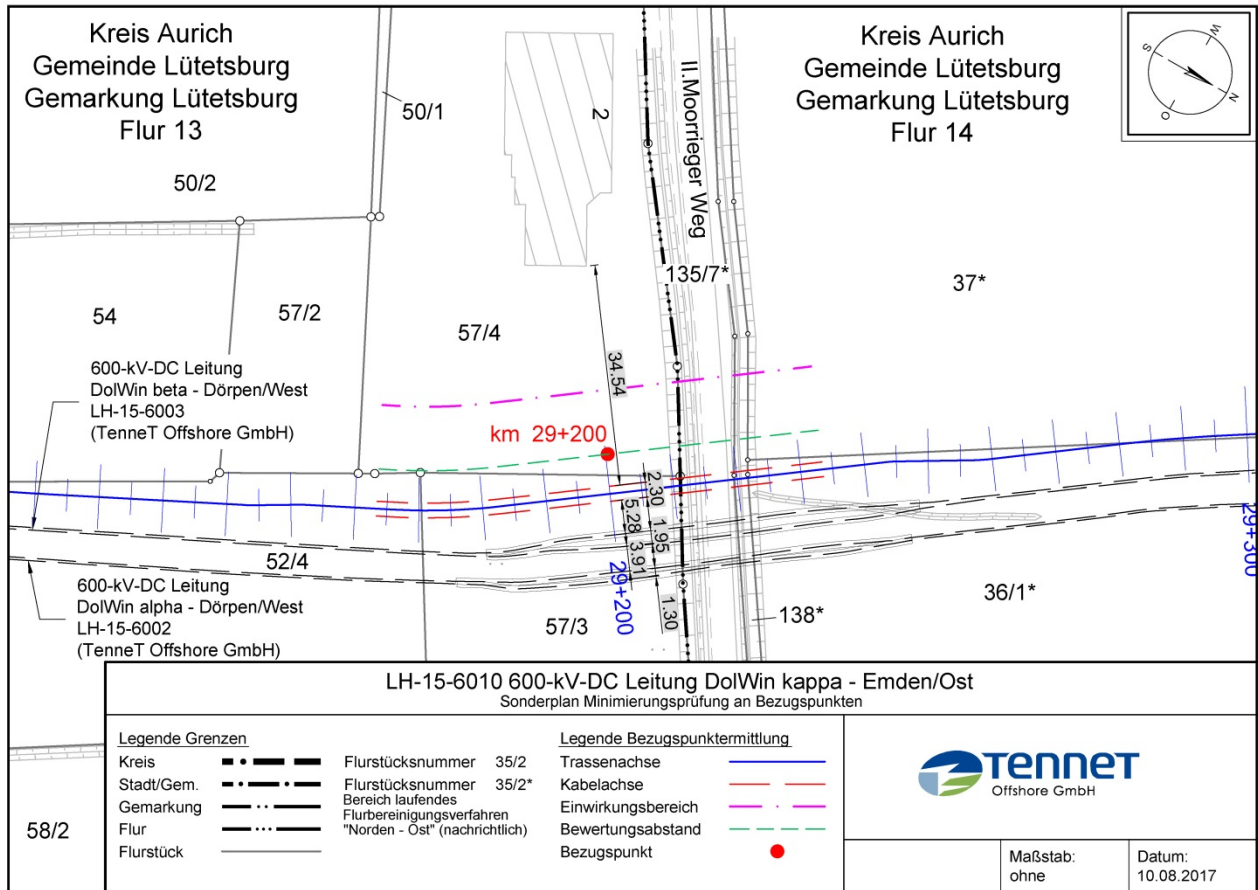 Kreis Aurich
Gemeinde Lütetsburg
Gemarkung Lütetsburg
Flur 13
50/1
50/2
2
II.Moorrieger Weg
Kreis Aurich
Gemeinde Lütetsburg
Gemarkung Lütetsburg
Flur 14
S
W
N
O
135/7*
37*
54
57/2
57/4
34.54
600-kV-DC Leitung
DolWin beta - Dörpen/West
LH-15-6003
(TenneT Offshore GmbH)
km 29+200
2.30
5.28
1.95
3.91
1.30
29+200
29+300
52/4
600-kV-DC Leitung
DolWin alpha - Dörpen/West
LH-15-6002
(TenneT Offshore GmbH)
57/3
138*
36/1*
58/2
LH-15-6010 600-kV-DC Leitung DolWin kappa - Emden/Ost
Sonderplan Minimierungsprüfung an Bezugspunkten
Legende Grenzen
Kreis
Stadt/Gem.
Gemarkung
Flur
Flurstück
Flurstücksnummer 35/2
Flurstücksnummer 35/2*
Bereich laufendes
Flurbereinigungsverfahren
"Norden - Ost" (nachrichtlich)
Legende Bezugspunktermittlung
Trassenachse
Kabelachse
Einwirkungsbereich
Bewertungsabstand
Bezugspunkt
TENNET
Offshore GmbH
Maßstab:
ohne
Datum:
10.08.2017